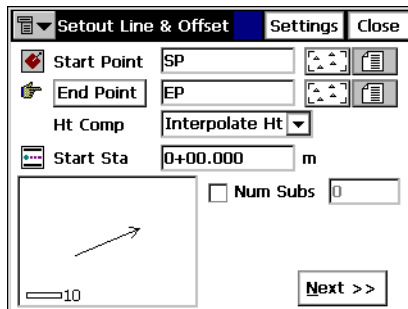 Setout Line & Offset Settings Close
Start Point SP
End Point EP
Ht Comp Interpolate Ht
Start Sta 0+00.000 m
Num Subs 0
10
Next >>